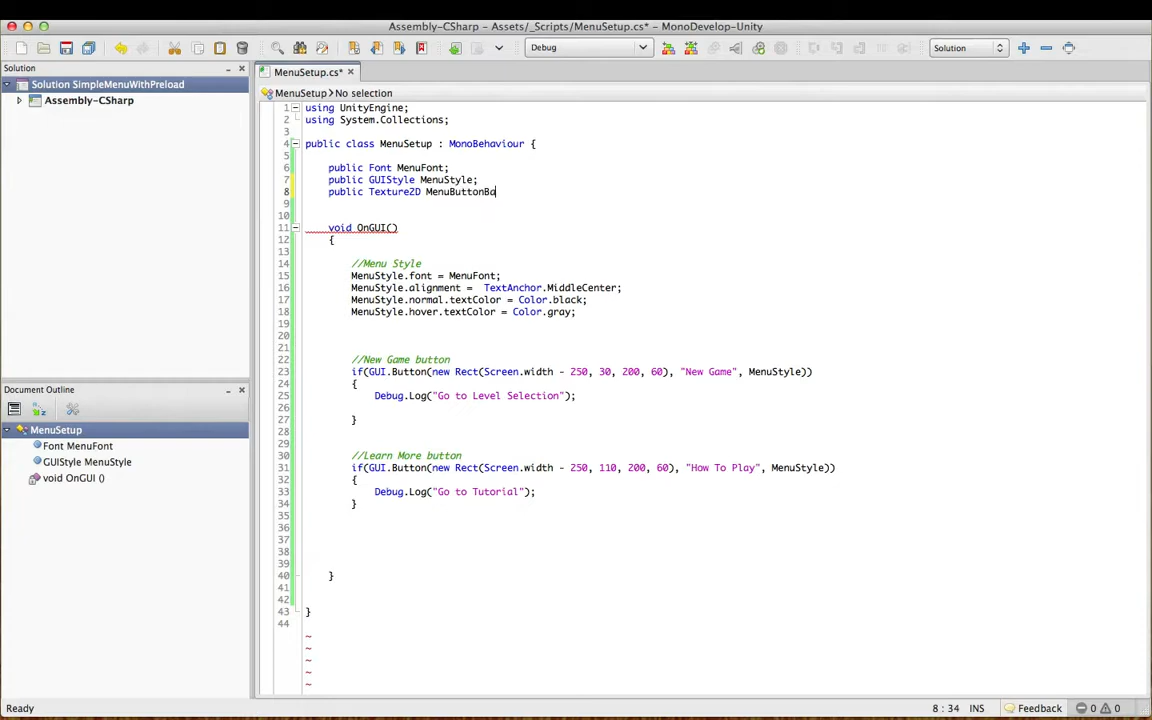 Assembly-CSharp - Assets/_Scripts/MenuSetup.cs* - MonoDevelop-Unity
Debug
Solution
Solution
MenuSetup.cs*
Solution SimpleMenuWithPreload
Assembly-CSharp
MenuSetup
No selection
1 using UnityEngine;
2 using System.Collections;
3
4 public class MenuSetup : MonoBehaviour {
5
6 public Font MenuFont;
7 public GUIStyle MenuStyle;
8 public Texture2D MenuButtonBa
9
10
11 void OnGUI()
12 {
13
14 //Menu Style
15 MenuStyle.font = MenuFont;
16 MenuStyle.alignment =  TextAnchor.MiddleCenter;
17 MenuStyle.normal.textColor = Color.black;
18 MenuStyle.hover.textColor = Color.gray;
19
20
21
22 //New Game button
23 if(GUI.Button(new Rect(Screen.width - 250, 30, 200, 60), "New Game", MenuStyle))
24 {
25 Debug.Log("Go to Level Selection");
26
27 }
28
29
30 //Learn More button
31 if(GUI.Button(new Rect(Screen.width - 250, 110, 200, 60), "How To Play", MenuStyle))
32 {
33 Debug.Log("Go to Tutorial");
34 }
35
36
37
38
39
40 }
41
42
43 }
44
~
~
~
~
~
Document Outline
MenuSetup
Font MenuFont
GUIStyle MenuStyle
void OnGUI ()
Ready
8 : 34 INS
Feedback
0
0